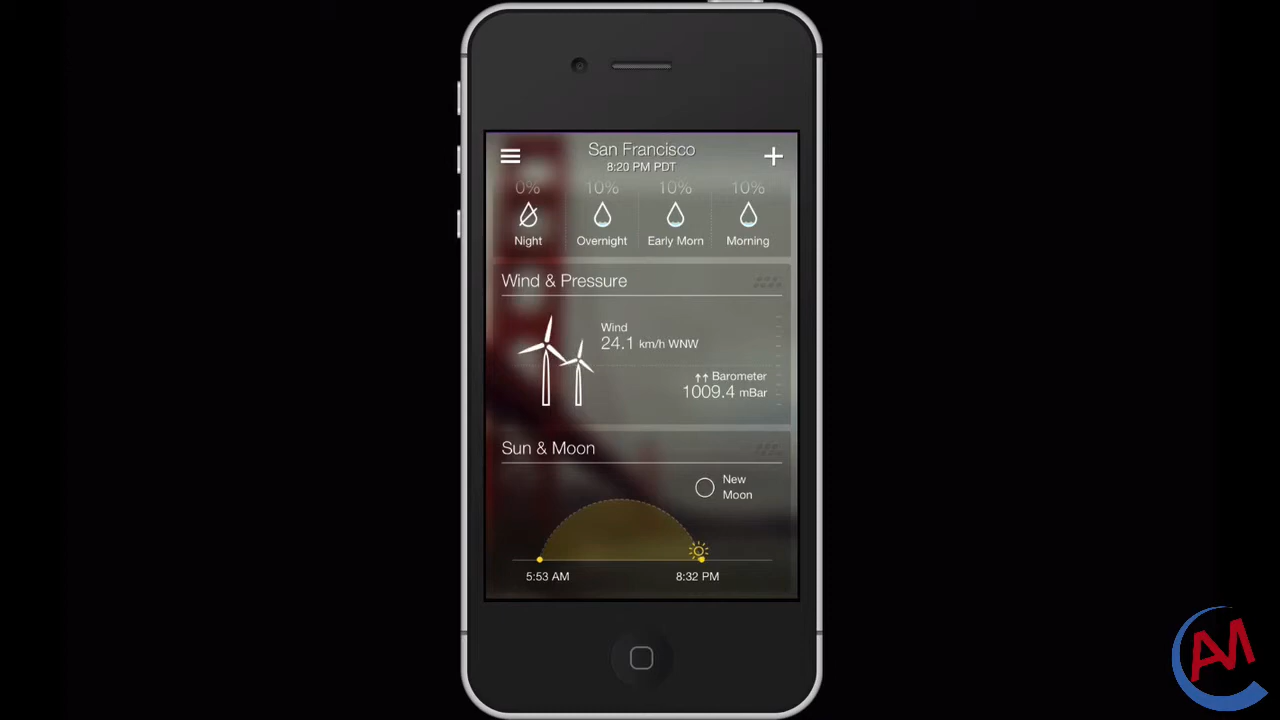 San Francisco
8:20 PM PDT
0% 10% 10% 10%
Night Overnight Early Morn Morning
Wind & Pressure
Wind
24.1 km/h WNW
Barometer
1009.4 mBar
Sun & Moon
New
Moon
5:53 AM 8:32 PM
AM